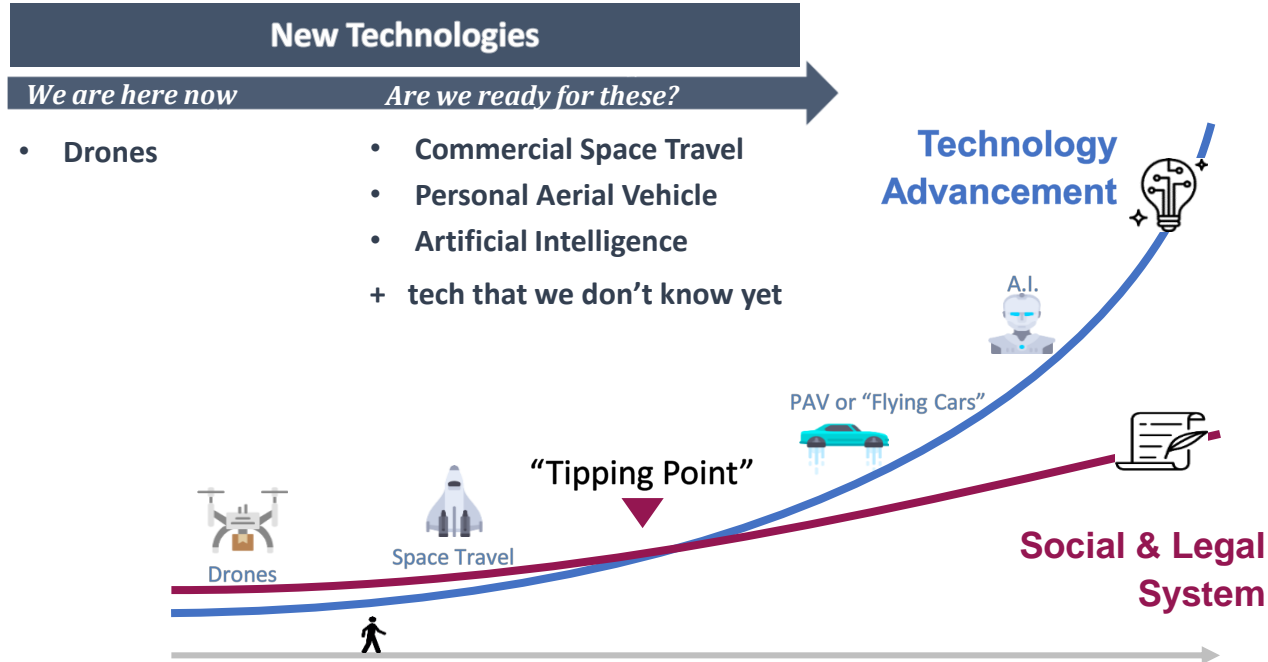 New Technologies
We are here now
Are we ready for these?
• Drones
• Commercial Space Travel
• Personal Aerial Vehicle
• Artificial Intelligence
+ tech that we don’t know yet
Technology
Advancement
A.I.
PAV or “Flying Cars”
“Tipping Point”
Space Travel
Drones
Social & Legal
System